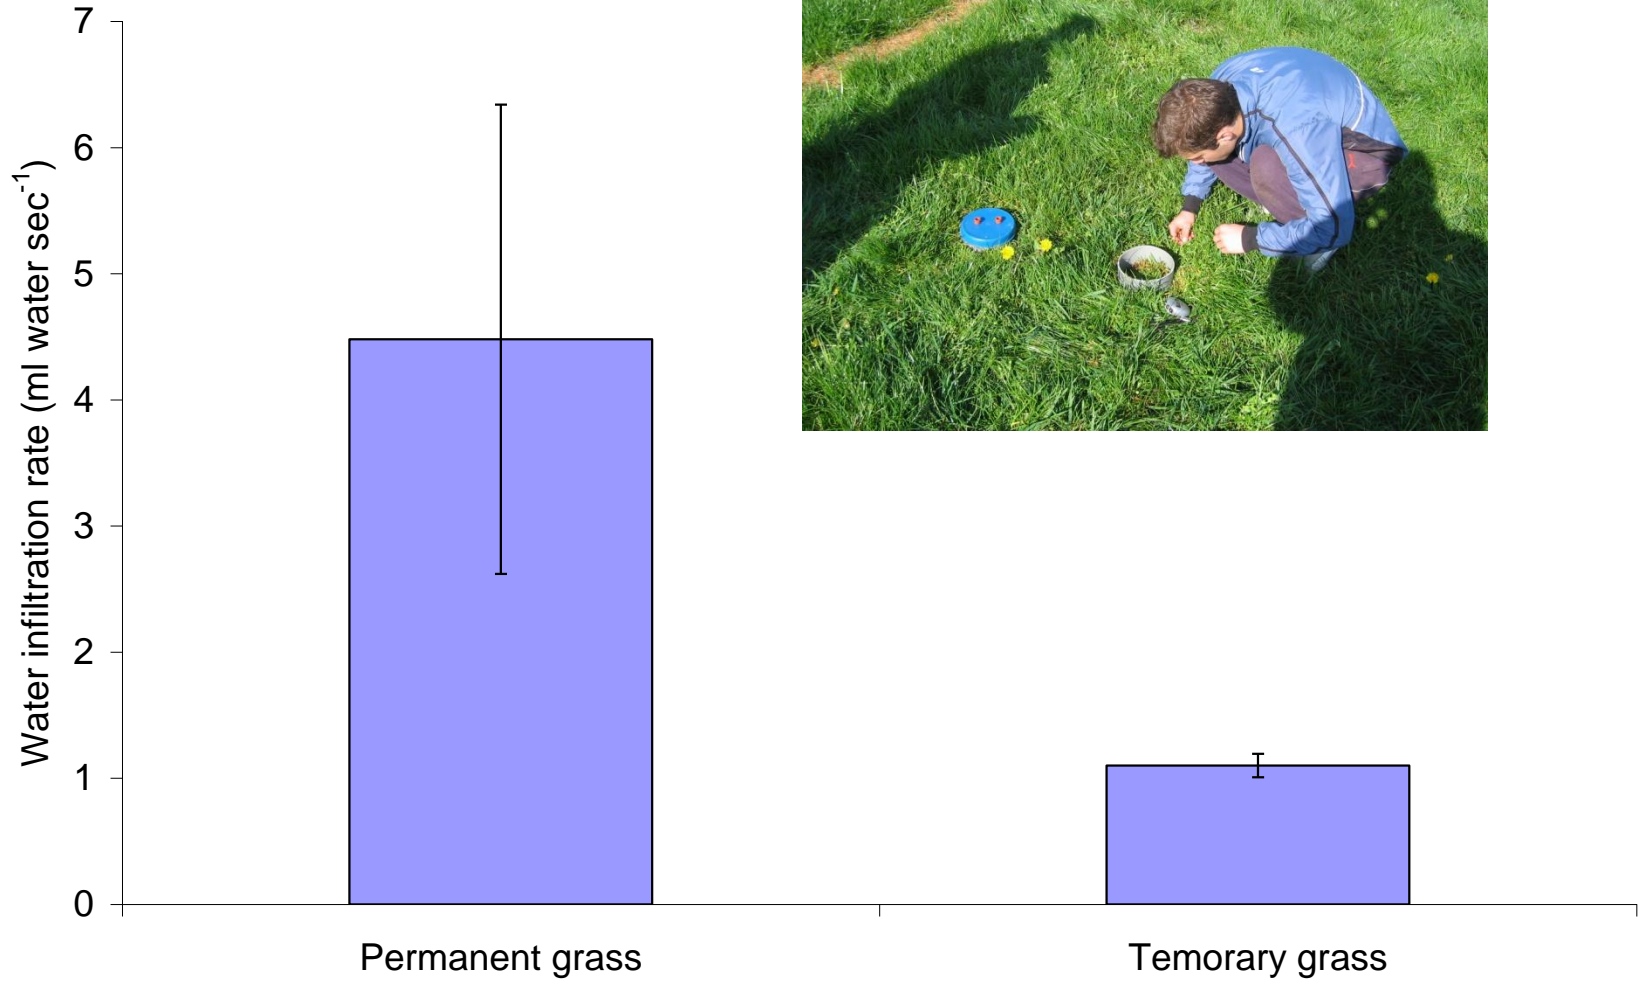 Water infiltration rate (ml water sec-1)
7
6
5
4
3
2
1
0
Permanent grass
Temorary grass